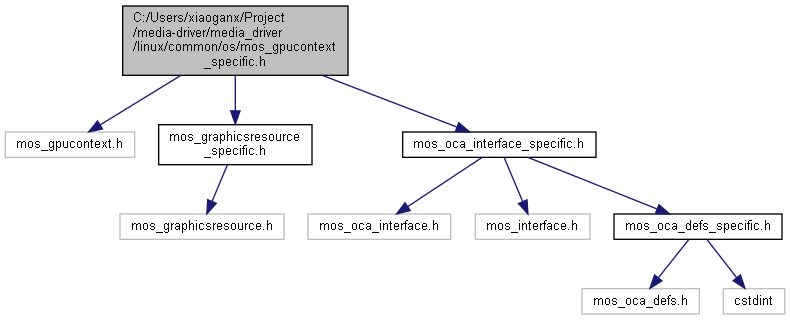 C:/Users/xiaoganx/Project
/media-driver/media_driver
/linux/common/os/mos_gpucontext
_specific.h
mos_gpucontext.h
mos_graphicsresource
_specific.h
mos_oca_interface_specific.h
mos_graphicsresource.h
mos_oca_interface.h
mos_interface.h
mos_oca_defs_specific.h
mos_oca_defs.h
cstdint